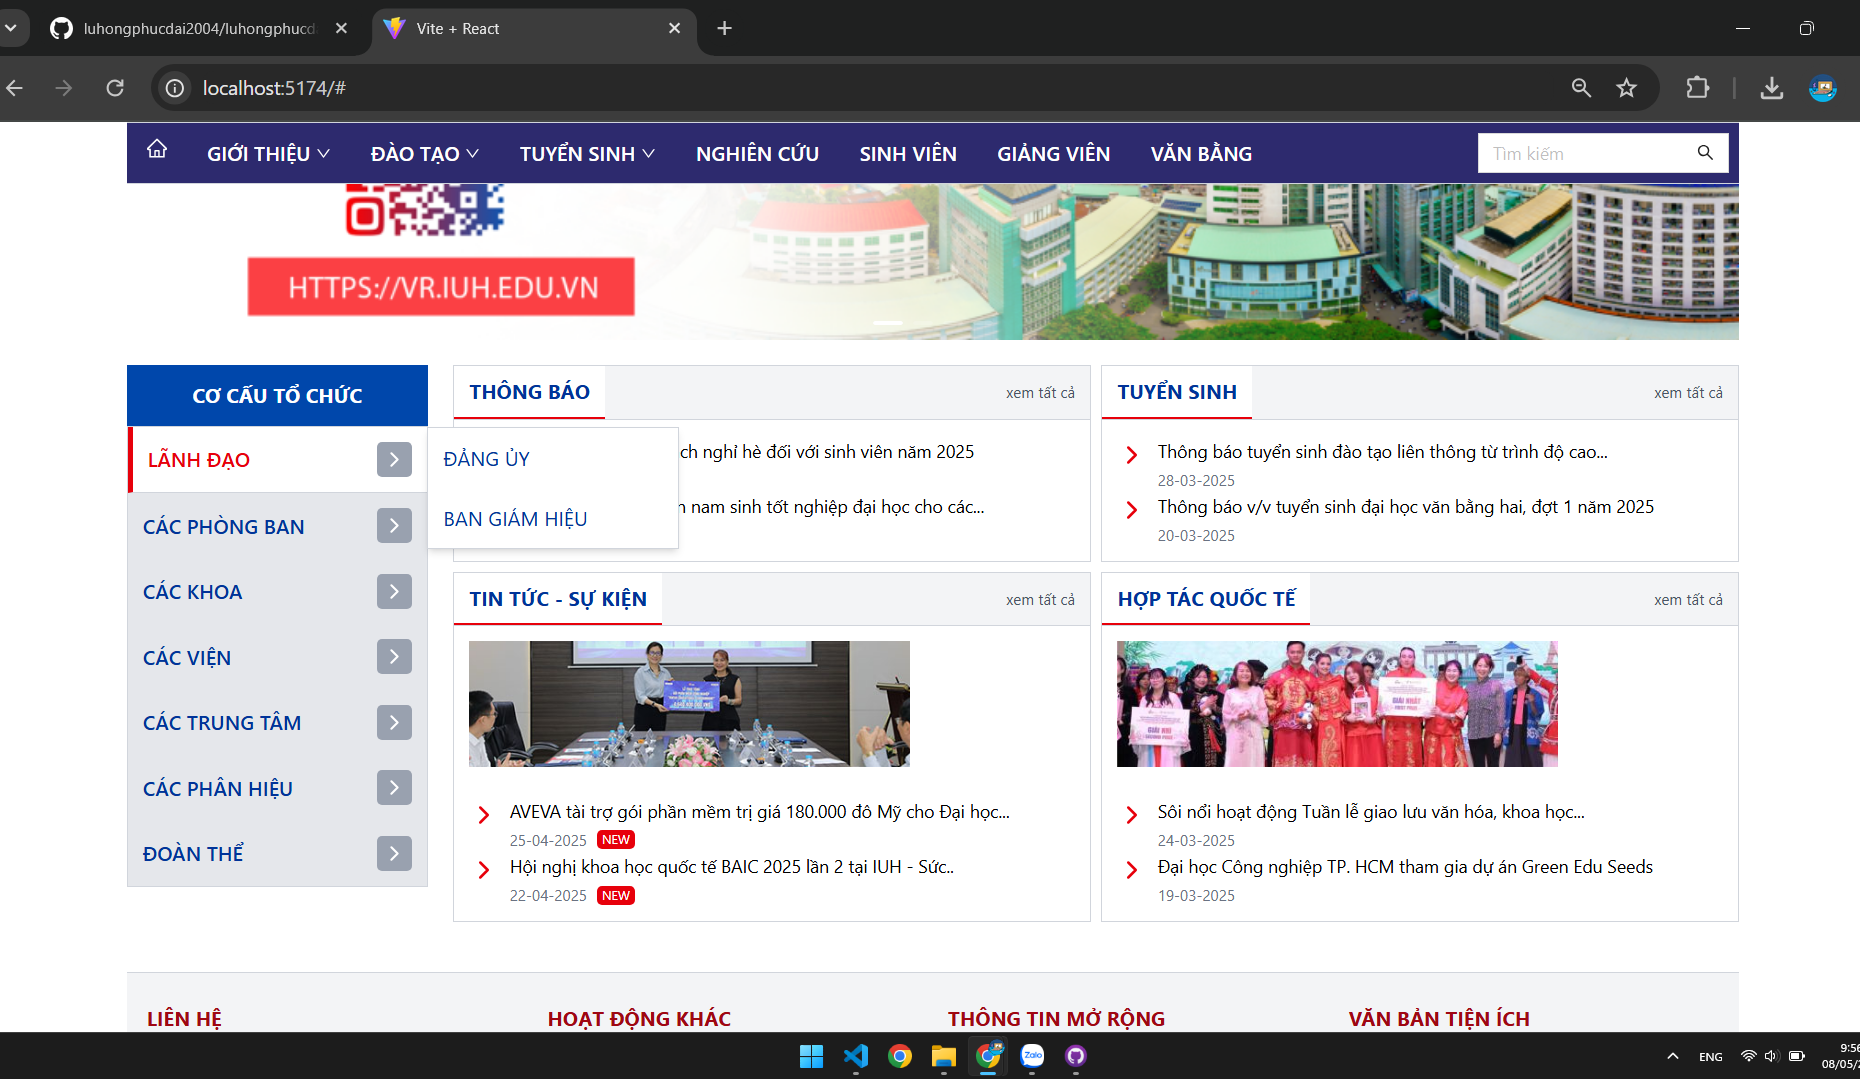 luhongphucdai2004/luhongphucd
Vite + React
localhost:5174/#
GIỚI THIỆU
ĐÀO TẠO
TUYỂN SINH
NGHIÊN CỨU
SINH VIÊN
GIẢNG VIÊN
VĂN BẰNG
Tìm kiếm
HTTPS://VR.IUH.EDU.VN
CƠ CẤU TỔ CHỨC
LÃNH ĐẠO
ĐẢNG ỦY
BAN GIÁM HIỆU
CÁC PHÒNG BAN
CÁC KHOA
CÁC VIỆN
CÁC TRUNG TÂM
CÁC PHÂN HIỆU
ĐOÀN THỂ
THÔNG BÁO
xem tất cả
ch nghỉ hè đối với sinh viên năm 2025
n nam sinh tốt nghiệp đại học cho các...
TUYỂN SINH
xem tất cả
Thông báo tuyển sinh đào tạo liên thông từ trình độ cao...
28-03-2025
Thông báo v/v tuyển sinh đại học văn bằng hai, đợt 1 năm 2025
20-03-2025
TIN TỨC - SỰ KIỆN
xem tất cả
AVEVA tài trợ gói phần mềm trị giá 180.000 đô Mỹ cho Đại học...
25-04-2025 NEW
Hội nghị khoa học quốc tế BAIC 2025 lần 2 tại IUH - Sức..
22-04-2025 NEW
HỢP TÁC QUỐC TẾ
xem tất cả
GIẢI NHẤT
Sôi nổi hoạt động Tuần lễ giao lưu văn hóa, khoa học...
24-03-2025
Đại học Công nghiệp TP. HCM tham gia dự án Green Edu Seeds
19-03-2025
LIÊN HỆ
HOẠT ĐỘNG KHÁC
THÔNG TIN MỞ RỘNG
VĂN BẢN TIỆN ÍCH
Zalo
ENG
9:56
08/05/2